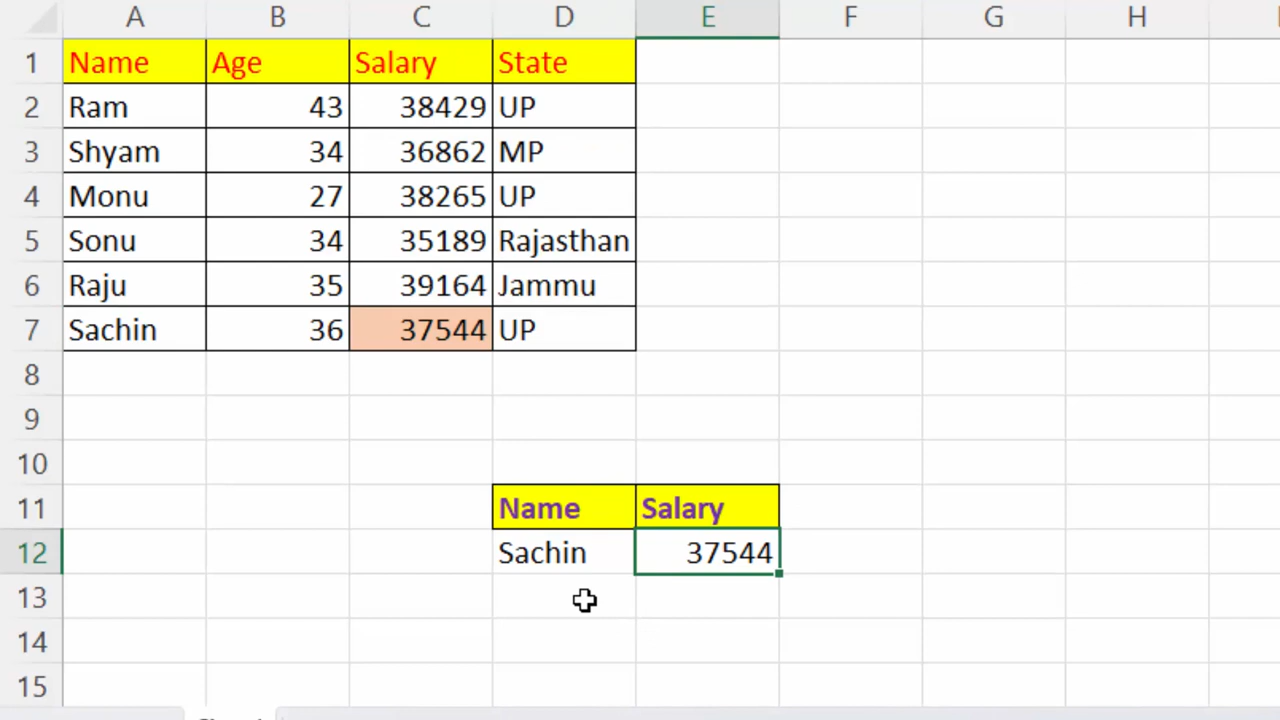 A B C D E F G H
1 Name Age Salary State
2 Ram 43 38429 UP
3 Shyam 34 36862 MP
4 Monu 27 38265 UP
5 Sonu 34 35189 Rajasthan
6 Raju 35 39164 Jammu
7 Sachin 36 37544 UP
8
9
10
11 Name Salary
12 Sachin 37544
13
14
15